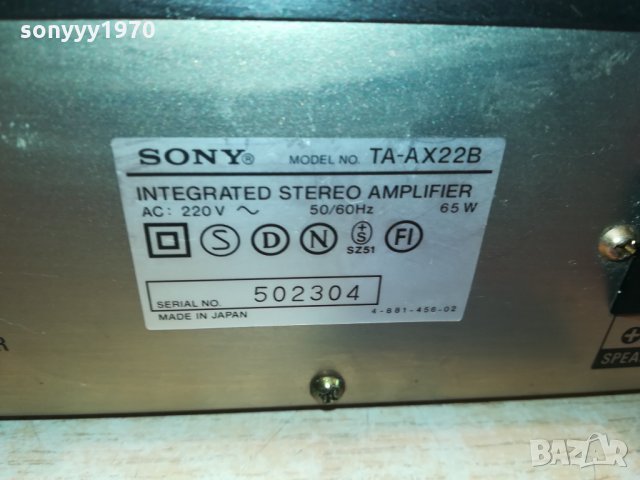 sonyyy1970
SONY® MODEL NO. TA-AX22B
INTEGRATED STEREO AMPLIFIER
AC: 220V ~ 50/60Hz 65W
S D N +S FI
SZ51
SERIAL NO. 502304
MADE IN JAPAN 4-881-456-02
R
SPEA
BAZAR